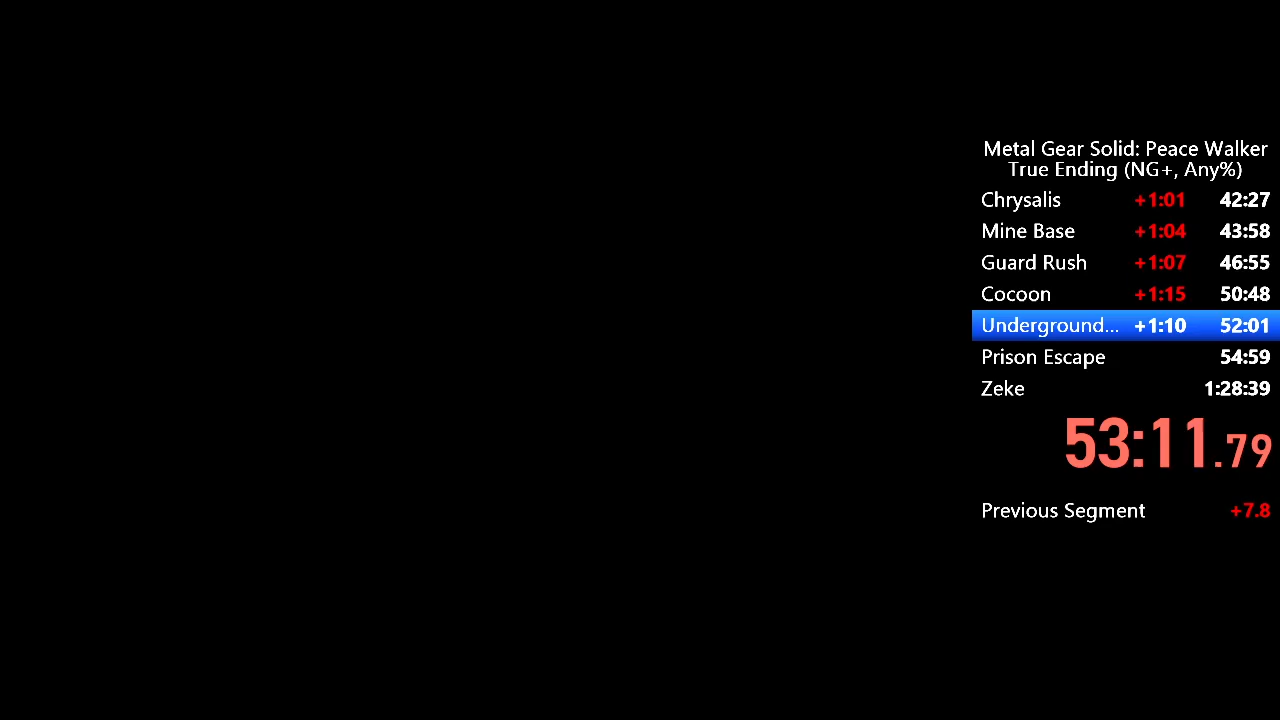 Metal Gear Solid: Peace Walker
True Ending (NG+, Any%)
Chrysalis +1:01 42:27
Mine Base +1:04 43:58
Guard Rush +1:07 46:55
Cocoon +1:15 50:48
Underground... +1:10 52:01
Prison Escape 54:59
Zeke 1:28:39
53:11.79
Previous Segment +7.8